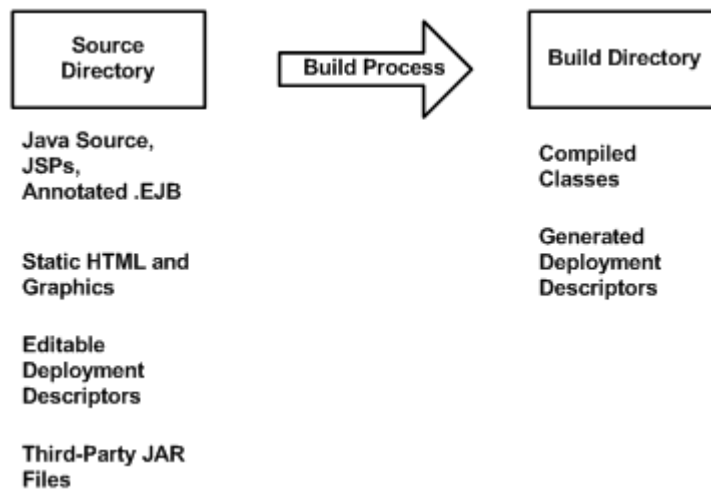 Source
Directory
Build Process
Build Directory
Java Source,
JSPs,
Annotated .EJB
Static HTML and
Graphics
Editable
Deployment
Descriptors
Third-Party JAR
Files
Compiled
Classes
Generated
Deployment
Descriptors